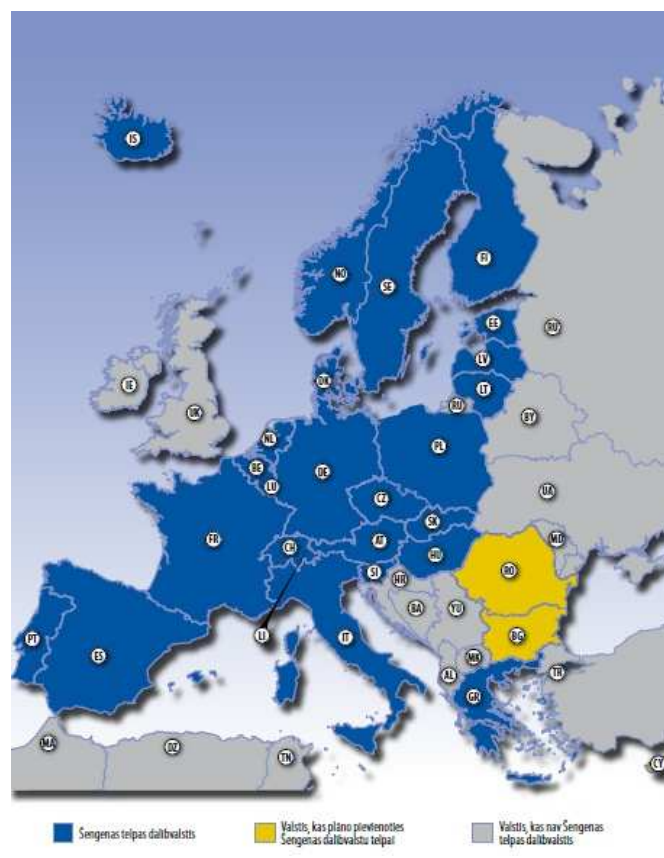 IS
NO
SE
FI
EE
RU
LV
LT
RU
DK
IE
UK
BY
NL
PL
BE
DE
LU
CZ
UA
SK
MD
FR
CH
AT
HU
SI
HR
RO
BA
YU
LI
IT
BG
PT
ES
MK
AL
TR
GR
MA
DZ
TN
CY
Šengenas telpas dalībvalstis
Valstis, kas plāno pievienoties
Šengenas dalībvalstu telpai
Valstis, kas nav Šengenas
telpas dalībvalstis